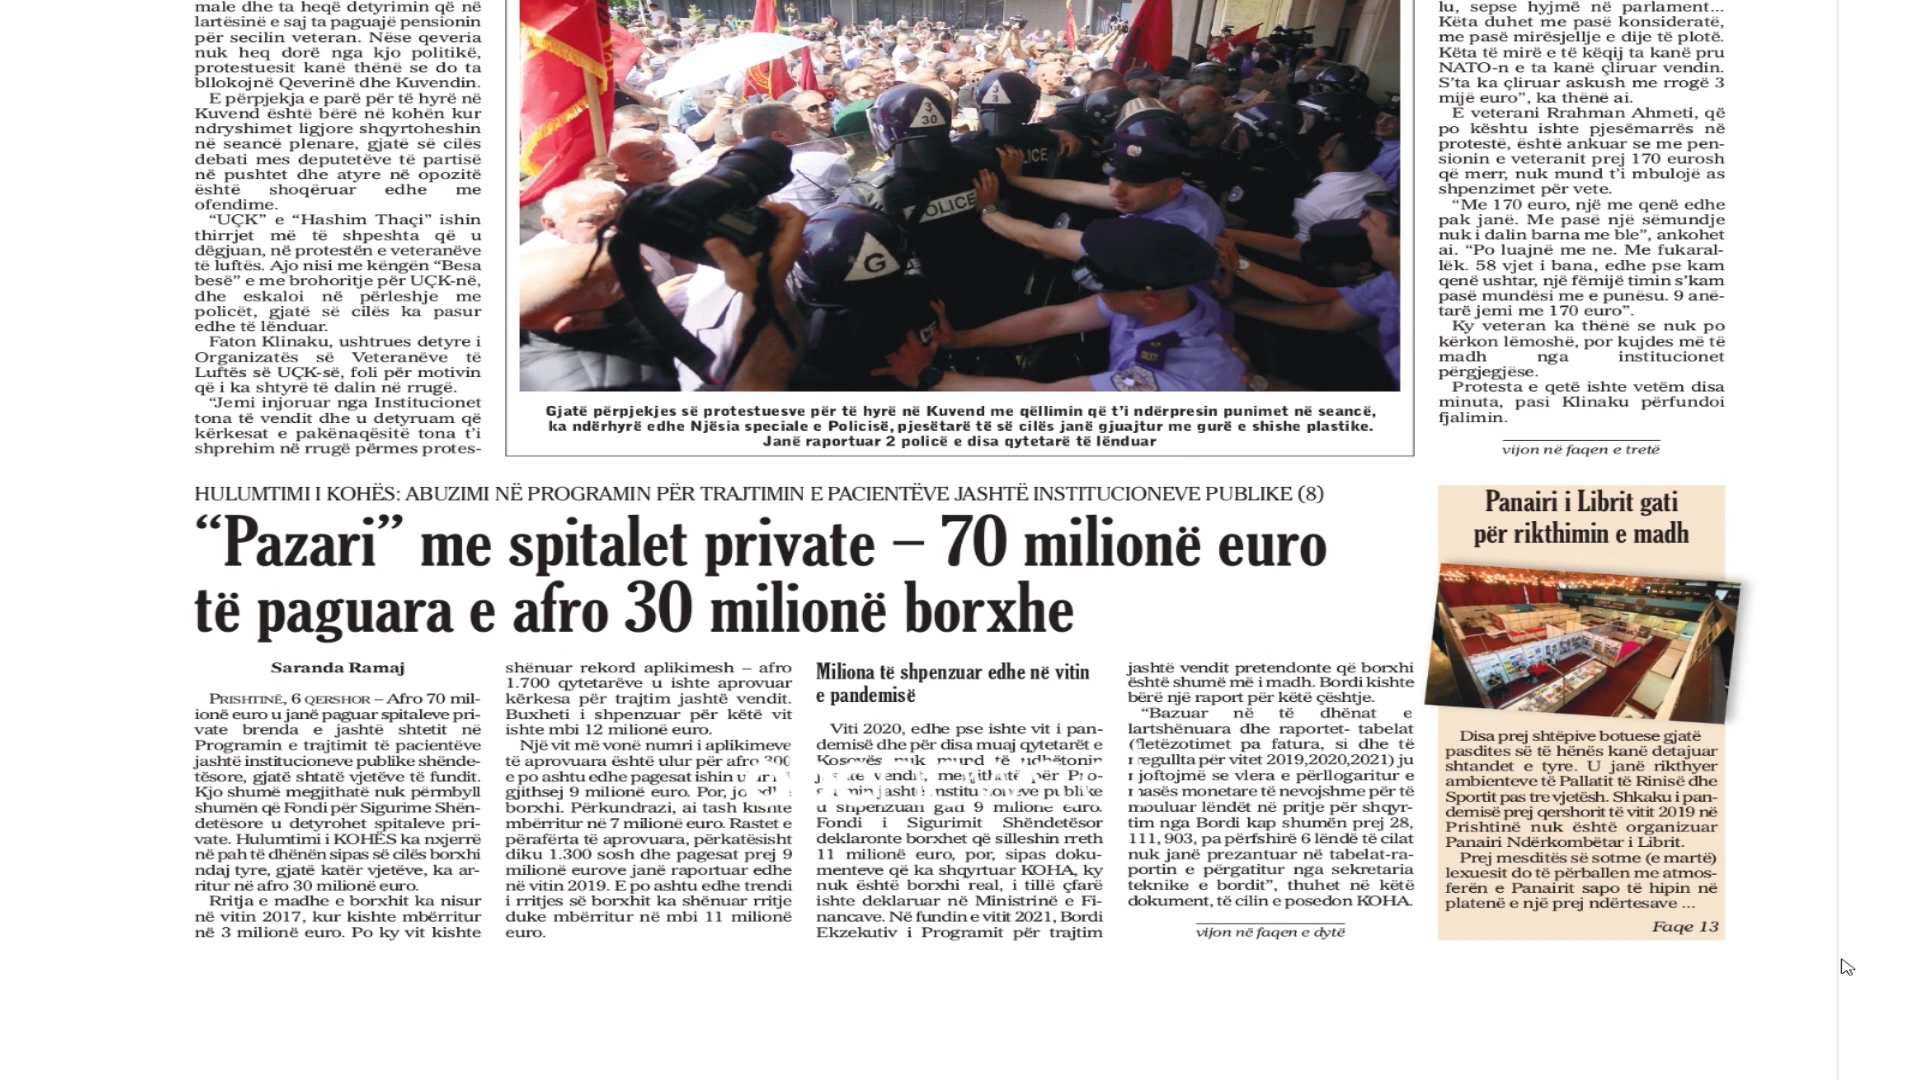 male dhe ta heqë detyrimin që në
lartësinë e saj ta paguajë pensionin
për secilin veteran. Nëse qeveria
nuk heq dorë nga kjo politikë,
protestuesit kanë thënë se do ta
bllokojnë Qeverinë dhe Kuvendin.
E përpjekja e parë për të hyrë në
Kuvend është bërë në kohën kur
ndryshimet ligjore shqyrtoheshin
në seancë plenare, gjatë së cilës
debati mes deputetëve të partisë
në pushtet dhe atyre në opozitë
është shoqëruar edhe me
ofendime.
“UÇK” e “Hashim Thaçi” ishin
thirrjet më të shpeshta që u
dëgjuan, në protestën e veteranëve
të luftës. Ajo nisi me këngën “Besa
besë” e me brohoritje për UÇK-në,
dhe eskaloi në përleshje me
policët, gjatë së cilës ka pasur
edhe të lënduar.
Faton Klinaku, ushtrues detyre i
Organizatës së Veteranëve të
Luftës së UÇK-së, foli për motivin
që i ka shtyrë të dalin në rrugë.
“Jemi injoruar nga Institucionet
tona të vendit dhe u detyruam që
kërkesat e pakënaqësitë tona t’i
shprehim në rrugë përmes protes-
3
3 30
3
3
POLICE
POLICE
G
Gjatë përpjekjes së protestuesve për të hyrë në Kuvend me qëllimin që t’i ndërpresin punimet në seancë,
ka ndërhyrë edhe Njësia speciale e Policisë, pjesëtarë të së cilës janë gjuajtur me gurë e shishe plastike.
Janë raportuar 2 policë e disa qytetarë të lënduar
lu, sepse hyjmë në parlament...
Këta duhet me pasë konsideratë,
me pasë mirësjellje e dije të plotë.
Këta të mirë e të këqij ta kanë pru
NATO-n e ta kanë çliruar vendin.
S’ta ka çliruar askush me rrogë 3
mijë euro”, ka thënë ai.
E veterani Rrahman Ahmeti, që
po kështu ishte pjesëmarrës në
protestë, është ankuar se me pen-
sionin e veteranit prej 170 eurosh
që merr, nuk mund t’i mbulojë as
shpenzimet për vete.
“Me 170 euro, një me qenë edhe
pak janë. Me pasë një sëmundje
nuk i dalin barna me ble”, ankohet
ai. “Po luajnë me ne. Me fukaral-
lëk. 58 vjet i bana, edhe pse kam
qenë ushtar, një fëmijë timin s’kam
pasë mundësi me e punësu. 9 anë-
tarë jemi me 170 euro”.
Ky veteran ka thënë se nuk po
kërkon lëmoshë, por kujdes më të
madh nga institucionet
përgjegjëse.
Protesta e qetë ishte vetëm disa
minuta, pasi Klinaku përfundoi
fjalimin.
vijon në faqen e tretë
HULUMTIMI I KOHËS: ABUZIMI NË PROGRAMIN PËR TRAJTIMIN E PACIENTËVE JASHTË INSTITUCIONEVE PUBLIKE (8)
“Pazari” me spitalet private – 70 milionë euro
të paguara e afro 30 milionë borxhe
Saranda Ramaj
PRISHTINË, 6 QERSHOR – Afro 70 mil-
ionë euro u janë paguar spitaleve pri-
vate brenda e jashtë shtetit në
Programin e trajtimit të pacientëve
jashtë institucioneve publike shënde-
tësore, gjatë shtatë vjetëve të fundit.
Kjo shumë megjithatë nuk përmbyll
shumën që Fondi për Sigurime Shën-
detësore u detyrohet spitaleve pri-
vate. Hulumtimi i KOHËS ka nxjerrë
në pah të dhënën sipas së cilës borxhi
ndaj tyre, gjatë katër vjetëve, ka ar-
ritur në afro 30 milionë euro.
Rritja e madhe e borxhit ka nisur
në vitin 2017, kur kishte mbërritur
në 3 milionë euro. Po ky vit kishte
shënuar rekord aplikimesh – afro
1.700 qytetarëve u ishte aprovuar
kërkesa për trajtim jashtë vendit.
Buxheti i shpenzuar për këtë vit
ishte mbi 12 milionë euro.
Një vit më vonë numri i aplikimeve
të aprovuara është ulur për afro 300
e po ashtu edhe pagesat ishin
gjithsej 9 milionë euro. Por, jo
borxhi. Përkundrazi, ai tash kishte
mbërritur në 7 milionë euro. Rastet e
përafërta të aprovuara, përkatësisht
diku 1.300 sosh dhe pagesat prej 9
milionë eurove janë raportuar edhe
në vitin 2019. E po ashtu edhe trendi
i rritjes së borxhit ka shënuar rritje
duke mbërritur në mbi 11 milionë
euro.
Miliona të shpenzuar edhe në vitin
e pandemisë
Viti 2020, edhe pse ishte vit i pan-
demisë dhe për disa muaj qytetarët e
Kosovës nuk mund të udhëtonin
jashtë vendit, megjithatë për Pro-
jashtë institucioneve publike
u shpenzuan gati 9 milionë euro.
Fondi i Sigurimit Shëndetësor
deklaronte borxhet që silleshin rreth
11 milionë euro, por, sipas doku-
menteve që ka shqyrtuar KOHA, ky
nuk është borxhi real, i tillë çfarë
ishte deklaruar në Ministrinë e Fi-
nancave. Në fundin e vitit 2021, Bordi
Ekzekutiv i Programit për trajtim
jashtë vendit pretendonte që borxhi
është shumë më i madh. Bordi kishte
bërë një raport për këtë çështje.
“Bazuar në të dhënat e
lartshënuara dhe raportet- tabelat
(fletëzotimet pa fatura, si dhe të
rregullta për vitet 2019,2020,2021) ju
njoftojmë se vlera e përllogaritur e
masës monetare të nevojshme për të
mbuluar lëndët në pritje për shqyr-
tim nga Bordi kap shumën prej 28,
111, 903, pa përfshirë 6 lëndë të cilat
nuk janë prezantuar në tabelat-ra-
portin e përgatitur nga sekretaria
teknike e bordit”, thuhet në këtë
dokument, të cilin e posedon KOHA.
vijon në faqen e dytë
Panairi i Librit gati
për rikthimin e madh
Disa prej shtëpive botuese gjatë
pasdites së të hënës kanë detajuar
shtandet e tyre. U janë rikthyer
ambienteve të Pallatit të Rinisë dhe
Sportit pas tre vjetësh. Shkaku i pan-
demisë prej qershorit të vitit 2019 në
Prishtinë nuk është organizuar
Panairi Ndërkombëtar i Librit.
Prej mesditës së sotme (e martë)
lexuesit do të përballen me atmos-
ferën e Panairit sapo të hipin në
platenë e një prej ndërtesave ...
Faqe 13